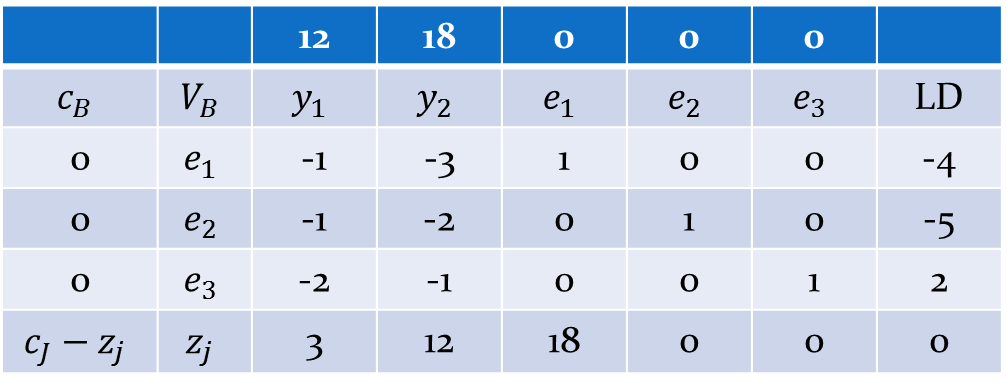 12 18 0 0 0
c_B V_B y_1 y_2 e_1 e_2 e_3 LD
0 e_1 -1 -3 1 0 0 -4
0 e_2 -1 -2 0 1 0 -5
0 e_3 -2 -1 0 0 1 2
c_J − z_j z_j 3 12 18 0 0 0